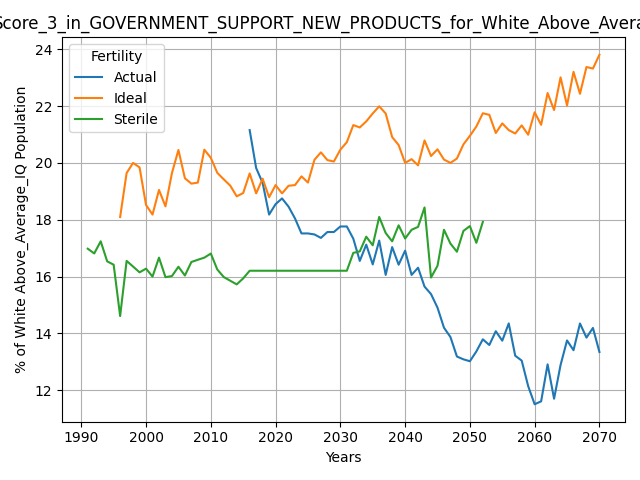 Score_3_in_GOVERNMENT_SUPPORT_NEW_PRODUCTS_for_White_Above_Avera
Fertility
Actual
Ideal
Sterile
% of White Above_Average_IQ Population
24
22
20
18
16
14
12
1990 2000 2010 2020 2030 2040 2050 2060 2070
Years